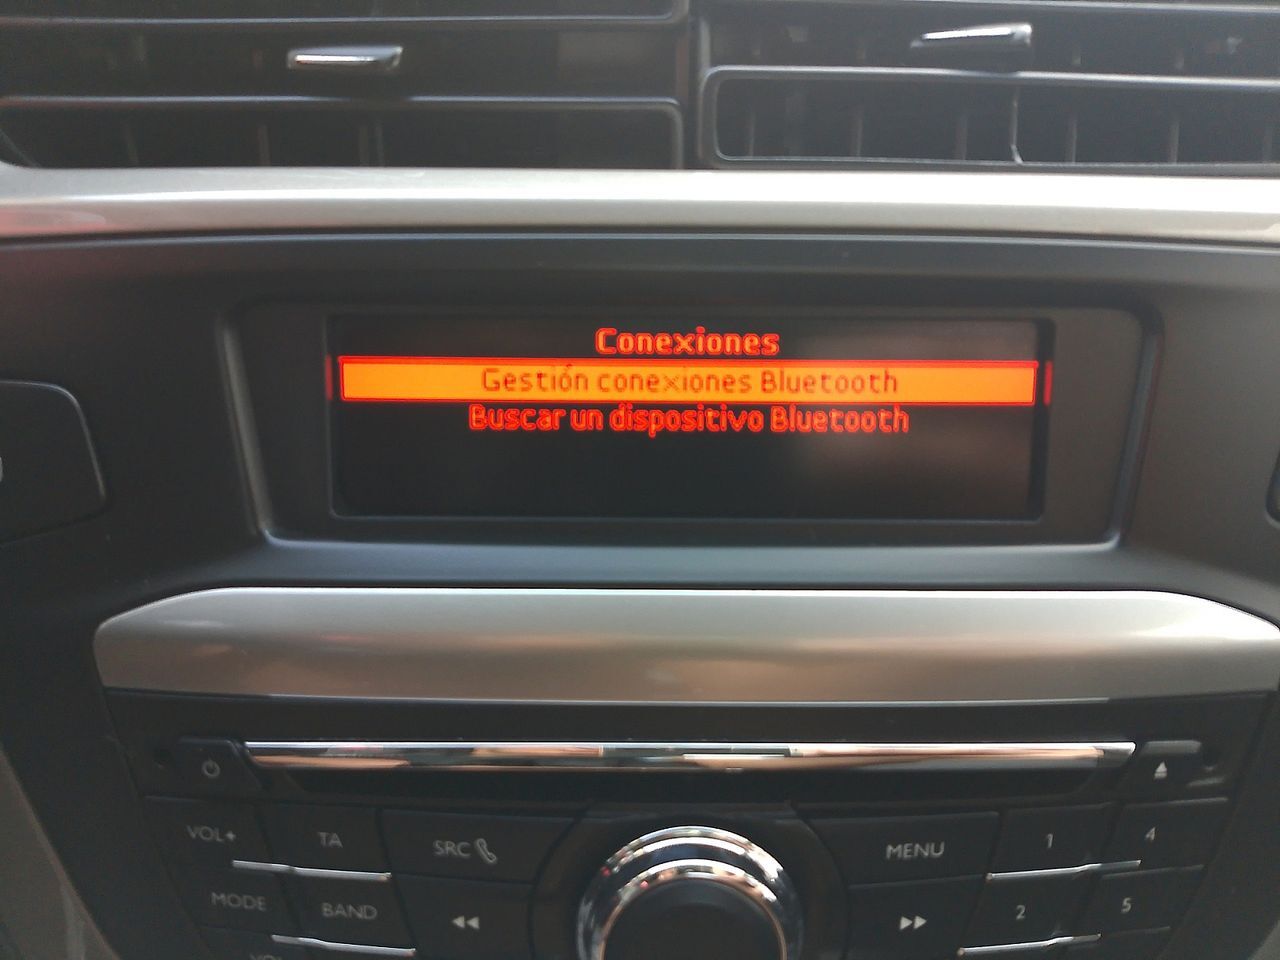 Conexiones
Gestión conexiones Bluetooth
Buscar un dispositivo Bluetooth
VOL+
TA
SRC
MENU
1
4
MODE
BAND
2
5